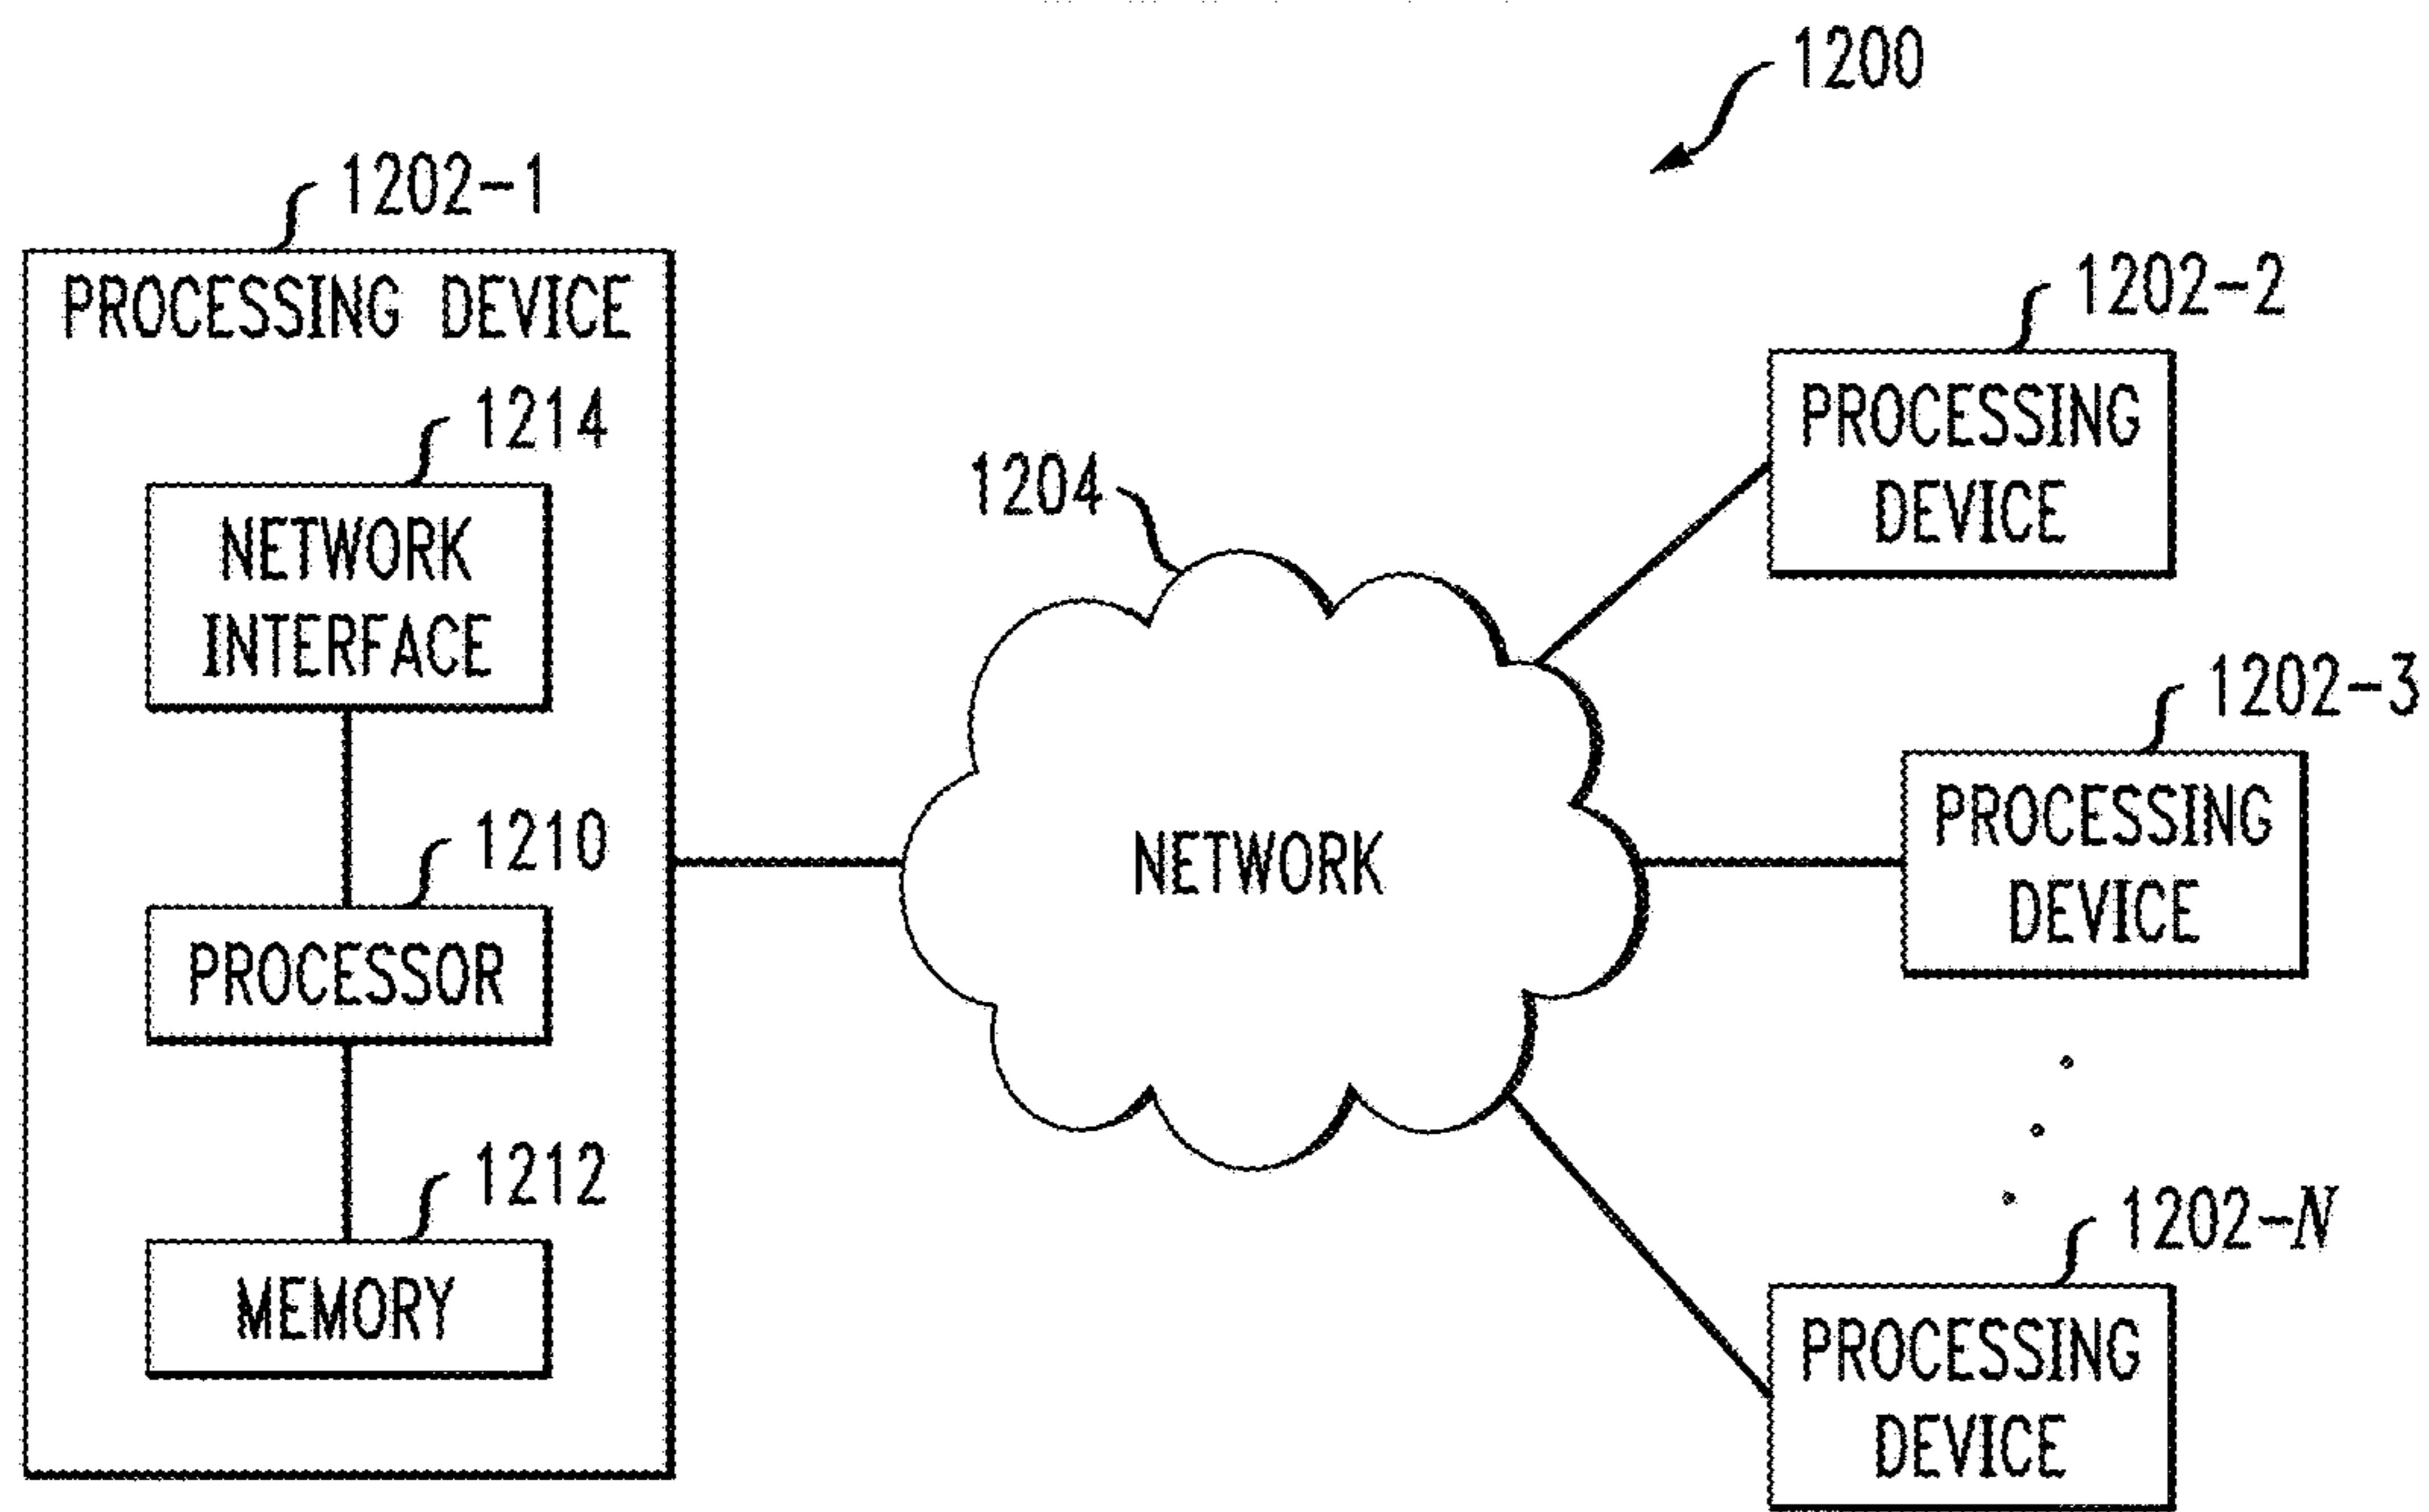 1200
1202-1
PROCESSING DEVICE
1214
NETWORK
INTERFACE
1210
PROCESSOR
1212
MEMORY
1204
NETWORK
1202-2
PROCESSING
DEVICE
1202-3
PROCESSING
DEVICE
1202-N
PROCESSING
DEVICE